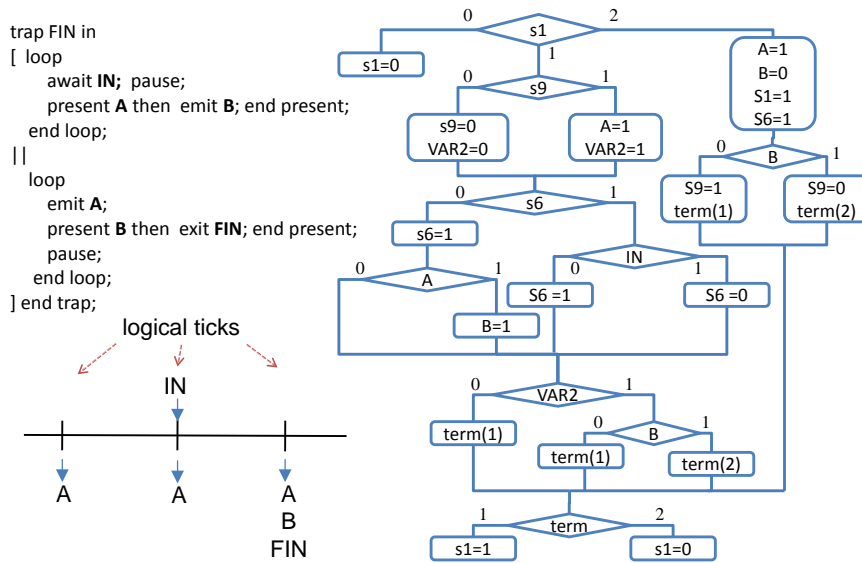 trap FIN in
[ loop
await IN; pause;
present A then emit B; end present;
end loop;
||
loop
emit A;
present B then exit FIN; end present;
pause;
end loop;
] end trap;
logical ticks
IN
A
A
A
B
FIN
0
s1
2
s1=0
1
A=1
B=0
S1=1
S6=1
0
s9
1
s9=0
VAR2=0
A=1
VAR2=1
0
B
1
S9=1
term(1)
S9=0
term(2)
0
s6
1
s6=1
0
A
1
0
IN
1
S6 =1
S6 =0
B=1
0
VAR2
1
term(1)
0
B
1
term(1)
term(2)
1
term
2
s1=1
s1=0